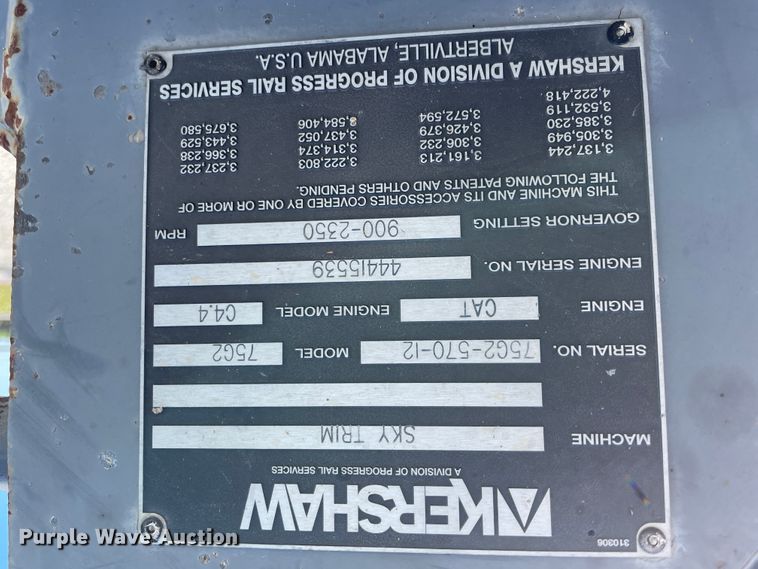 310306
KERSHAW
A DIVISION OF PROGRESS RAIL SERVICES
MACHINE SKY TRIM
SERIAL NO. 75G2-570-12 MODEL 75G2
ENGINE CAT ENGINE MODEL C4.4
ENGINE SERIAL NO. 44415539
GOVERNOR SETTING 900-2350 RPM
THIS MACHINE AND ITS ACCESSORIES COVERED BY ONE OR MORE OF
THE FOLLOWING PATENTS AND OTHERS PENDING.
3,137,244 3,161,213 3,222,803 3,237,232
3,305,949 3,306,232 3,314,374 3,366,238
3,385,230 3,426,379 3,437,052 3,443,529
3,532,119 3,572,594 3,584,406 3,675,580
4,222,418
KERSHAW A DIVISION OF PROGRESS RAIL SERVICES
ALBERTVILLE, ALABAMA U.S.A.
Purple Wave Auction